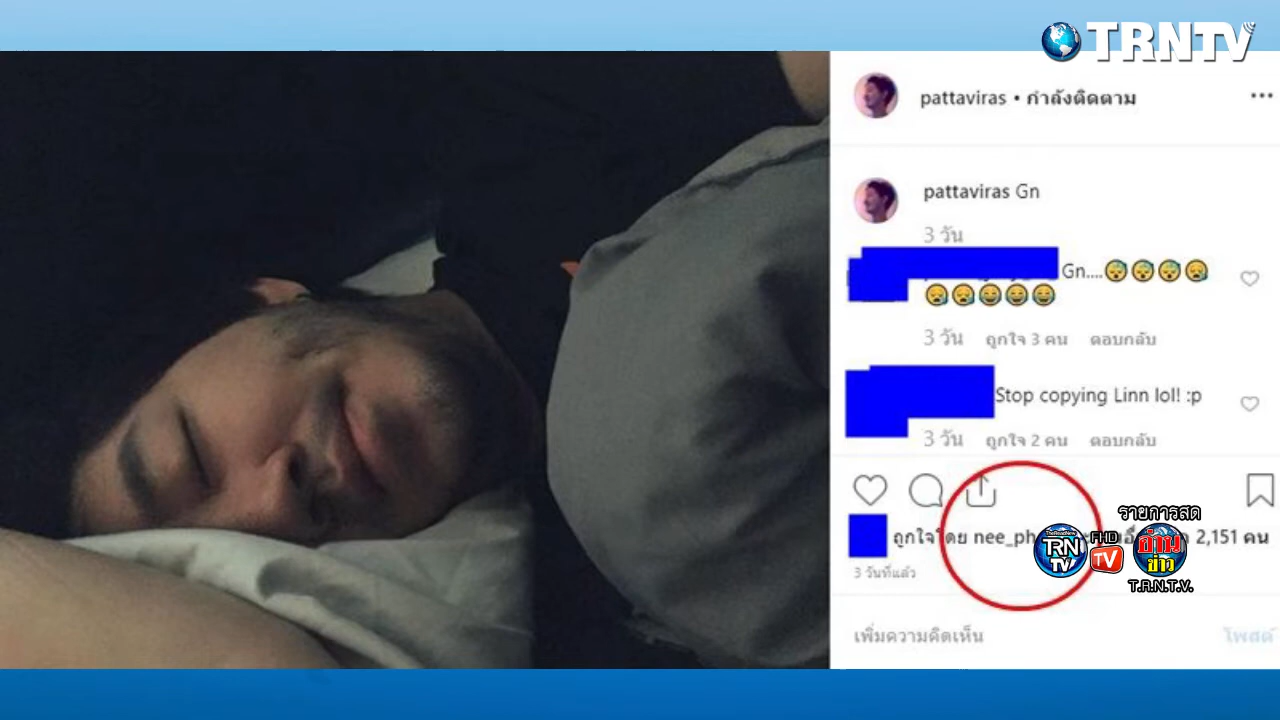 TRNTV
pattaviras • กำลังติดตาม
pattaviras Gn
3 วัน
Gn....😴😴😴😪
😪😪😂😂😂
3 วัน ถูกใจ 3 คน ตอบกลับ
Stop copying Linn lol! :p
3 วัน ถูกใจ 2 คน ตอบกลับ
รายการสด
ถูกใจโดย nee_ph 2,151 คน
TRN
TV
FHD
TV
อ่าน
ข่าว
T.R.N.T.V.
3 วันที่แล้ว
เพิ่มความคิดเห็น
โพสต์